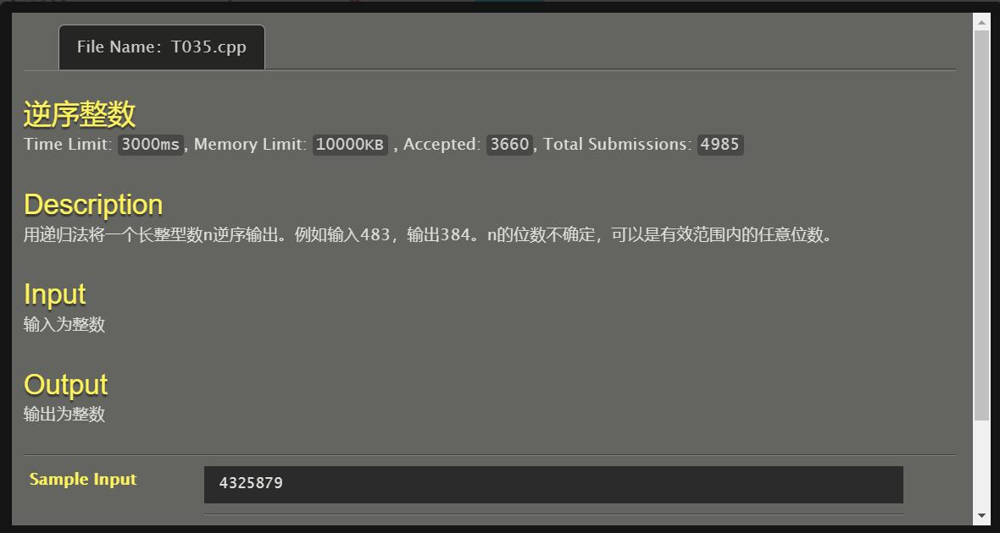 File Name：T035.cpp
逆序整数
Time Limit: 3000ms, Memory Limit: 10000KB , Accepted: 3660, Total Submissions: 4985
Description
用递归法将一个长整型数n逆序输出。例如输入483，输出384。n的位数不确定，可以是有效范围内的任意位数。
Input
输入为整数
Output
输出为整数
Sample Input
4325879